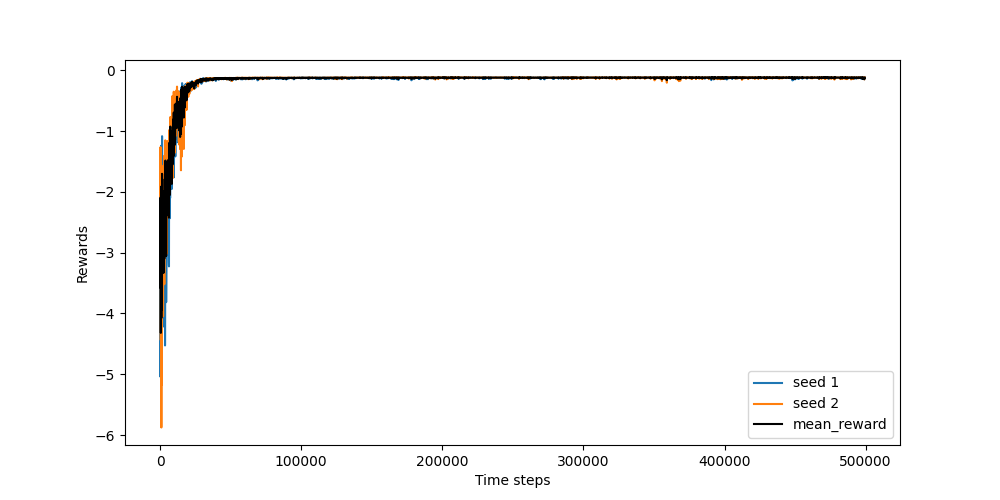 0
−1
−2
−3
−4
−5
−6
Rewards
seed 1
seed 2
mean_reward
0
100000
200000
300000
400000
500000
Time steps